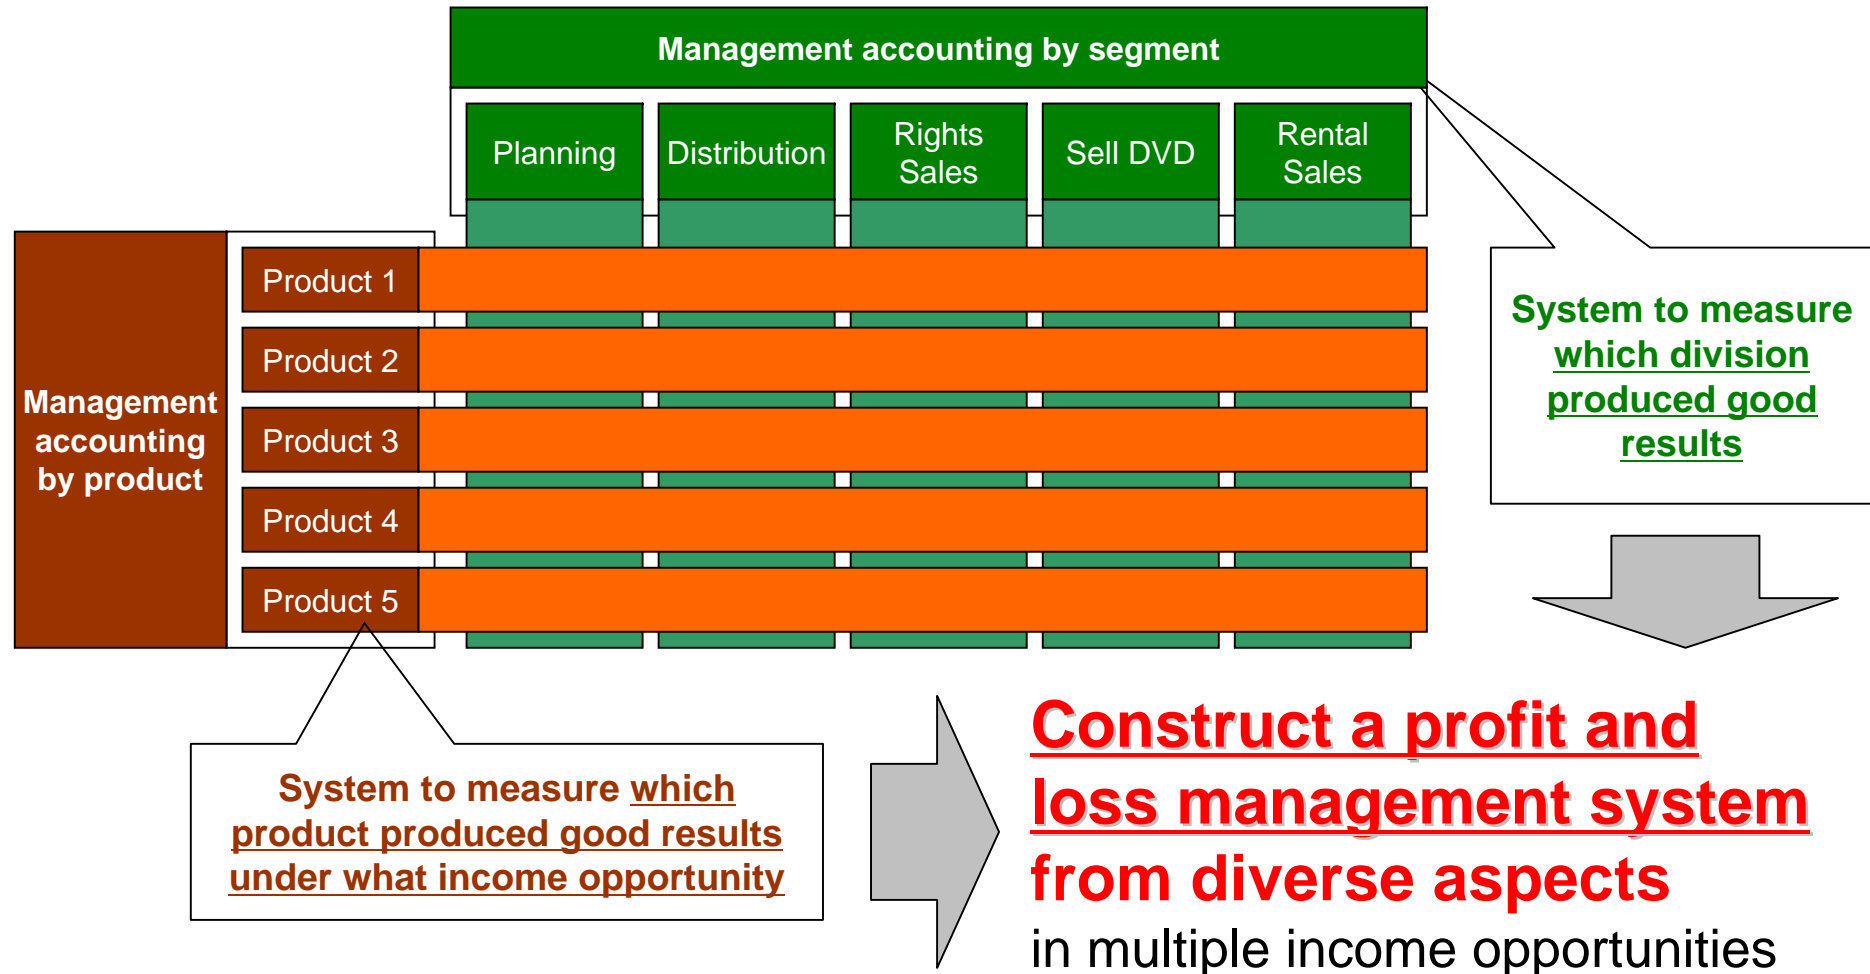 Management accounting by segment
Planning
Distribution
Rights
Sales
Sell DVD
Rental
Sales
Management
accounting
by product
Product 1
Product 2
Product 3
Product 4
Product 5
System to measure
which division
produced good
results
System to measure which
product produced good results
under what income opportunity
Construct a profit and
loss management system
from diverse aspects
in multiple income opportunities